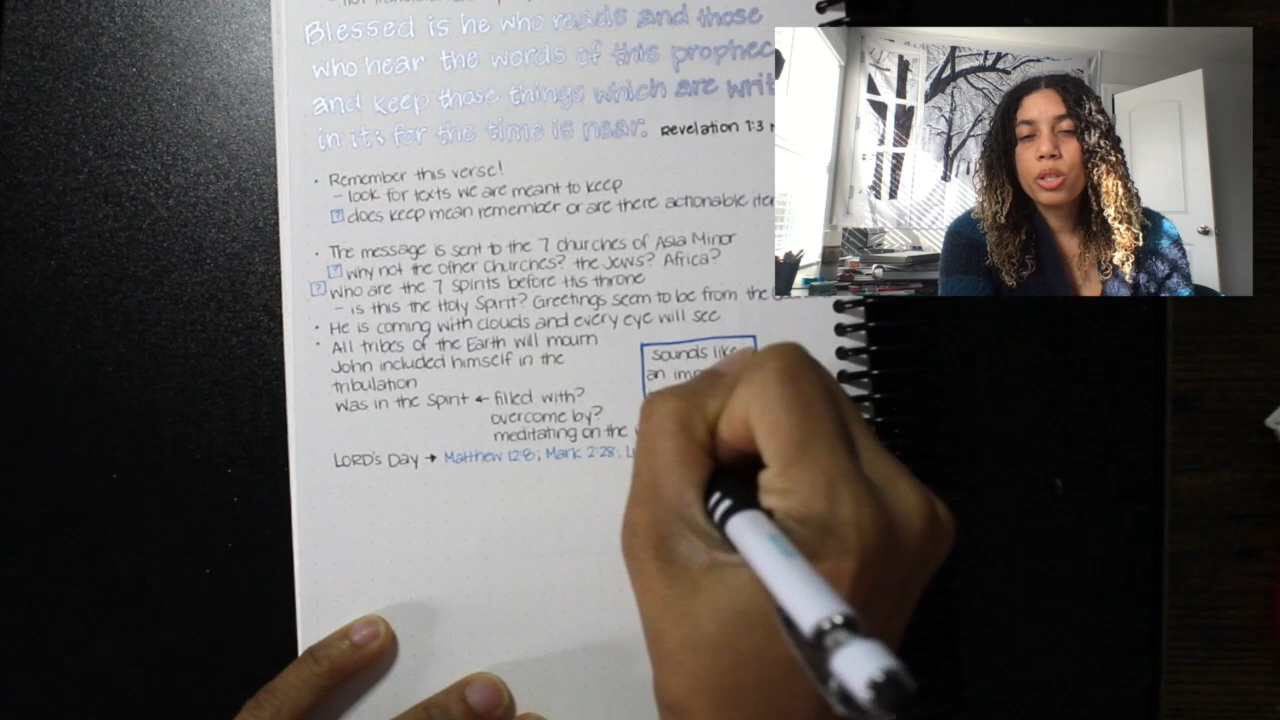 Blessed is he who reads and those
who hear the words of this prophec
and keep those things which are writ
in it; for the time is near. Revelation 1:3
• Remember this verse!
- look for texts we are meant to keep
? does keep mean remember or are there actionable ite
• The message is sent to the 7 churches of Asia Minor
? why not the other churches? the Jews? Africa?
? Who are the 7 spirits before His throne
- is this the Holy Spirit? Greetings seem to be from the
• He is coming with clouds and every eye will see
• All tribes of the Earth will mourn
John included himself in the
tribulation
Was in the Spirit ← filled with?
overcome by?
meditating on the
LORD's Day → Matthew 12:8; Mark 2:28; L
sounds like
an imp